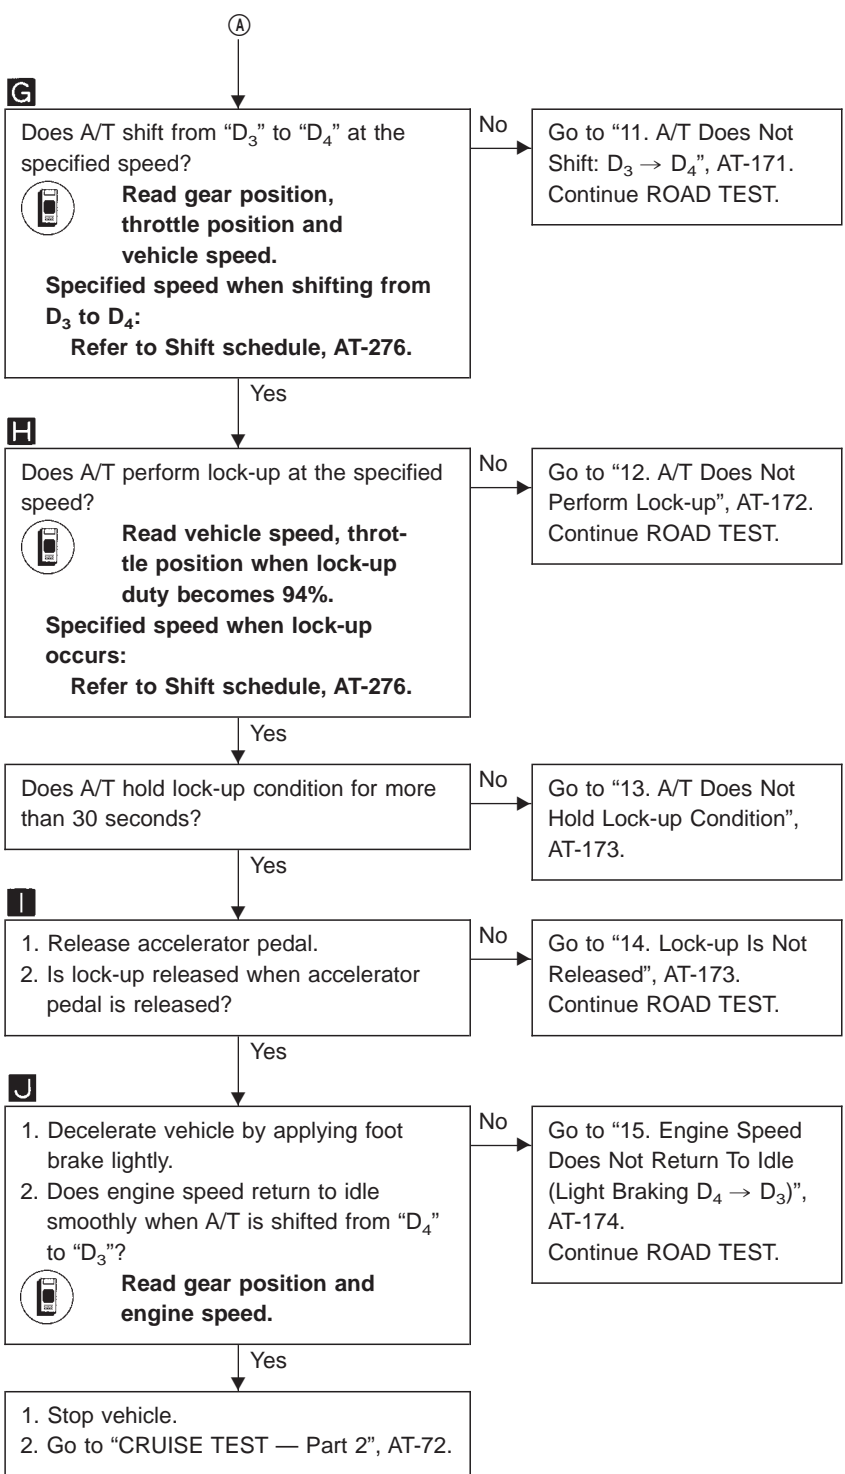 A
G
Does A/T shift from “D3” to “D4” at the
specified speed?
Read gear position,
throttle position and
vehicle speed.
Specified speed when shifting from
D3 to D4:
Refer to Shift schedule, AT-276.
No
Go to “11. A/T Does Not
Shift: D3 → D4”, AT-171.
Continue ROAD TEST.
Yes
H
Does A/T perform lock-up at the specified
speed?
Read vehicle speed, throt-
tle position when lock-up
duty becomes 94%.
Specified speed when lock-up
occurs:
Refer to Shift schedule, AT-276.
No
Go to “12. A/T Does Not
Perform Lock-up”, AT-172.
Continue ROAD TEST.
Yes
Does A/T hold lock-up condition for more
than 30 seconds?
No
Go to “13. A/T Does Not
Hold Lock-up Condition”,
AT-173.
Yes
I
1. Release accelerator pedal.
2. Is lock-up released when accelerator
pedal is released?
No
Go to “14. Lock-up Is Not
Released”, AT-173.
Continue ROAD TEST.
Yes
J
1. Decelerate vehicle by applying foot
brake lightly.
2. Does engine speed return to idle
smoothly when A/T is shifted from “D4”
to “D3”?
Read gear position and
engine speed.
No
Go to “15. Engine Speed
Does Not Return To Idle
(Light Braking D4 → D3)”,
AT-174.
Continue ROAD TEST.
Yes
1. Stop vehicle.
2. Go to “CRUISE TEST — Part 2”, AT-72.